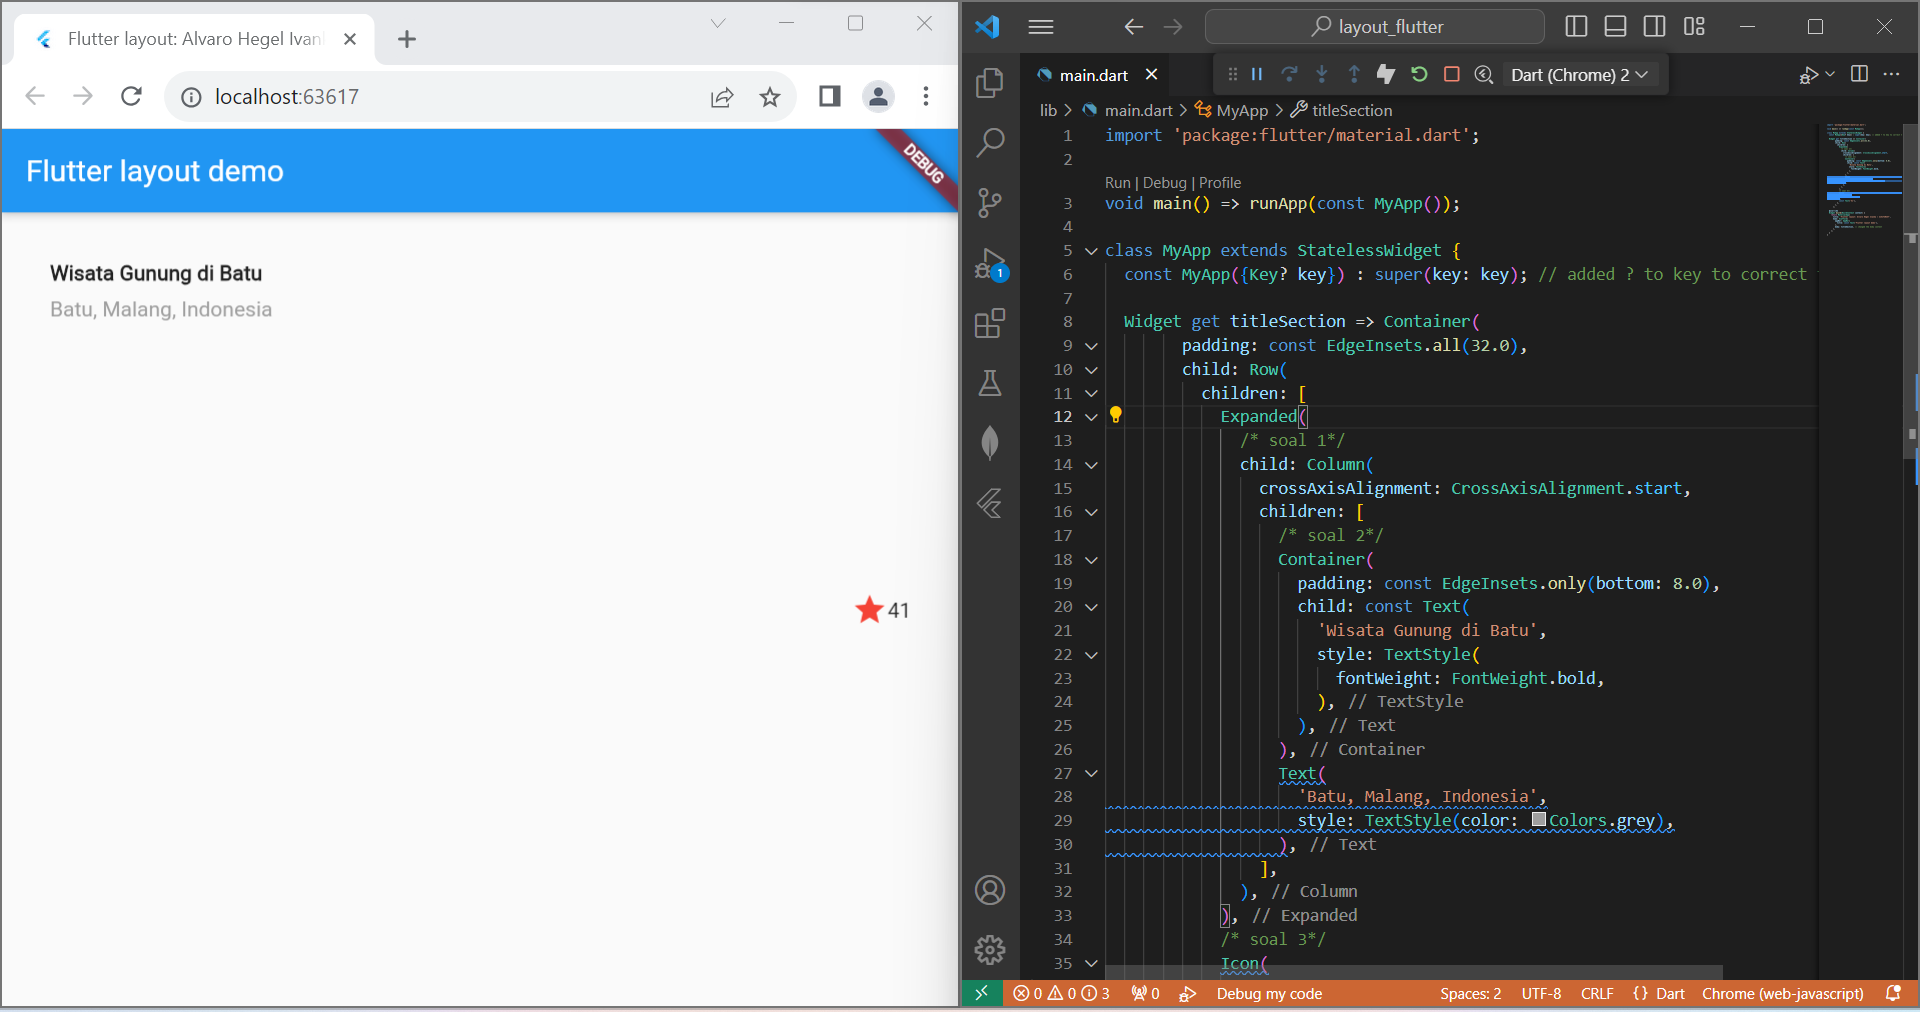 Flutter layout: Alvaro Hegel Ivan
localhost:63617
Flutter layout demo
DEBUG
Wisata Gunung di Batu
Batu, Malang, Indonesia
41
layout_flutter
main.dart
Dart (Chrome) 2
lib > main.dart > MyApp > titleSection
1 import 'package:flutter/material.dart';
2
Run | Debug | Profile
3 void main() => runApp(const MyApp());
4
5 class MyApp extends StatelessWidget {
6 const MyApp({Key? key}) : super(key: key); // added ? to key to correct
7
8 Widget get titleSection => Container(
9 padding: const EdgeInsets.all(32.0),
10 child: Row(
11 children: [
12 Expanded(
13 /* soal 1*/
14 child: Column(
15 crossAxisAlignment: CrossAxisAlignment.start,
16 children: [
17 /* soal 2*/
18 Container(
19 padding: const EdgeInsets.only(bottom: 8.0),
20 child: const Text(
21 'Wisata Gunung di Batu',
22 style: TextStyle(
23 fontWeight: FontWeight.bold,
24 ), // TextStyle
25 ), // Text
26 ), // Container
27 Text(
28 'Batu, Malang, Indonesia',
29 style: TextStyle(color: Colors.grey),
30 ), // Text
31 ],
32 ), // Column
33 ), // Expanded
34 /* soal 3*/
35 Icon(
1
0 0 3 0 Debug my code Spaces: 2 UTF-8 CRLF {} Dart Chrome (web-javascript)